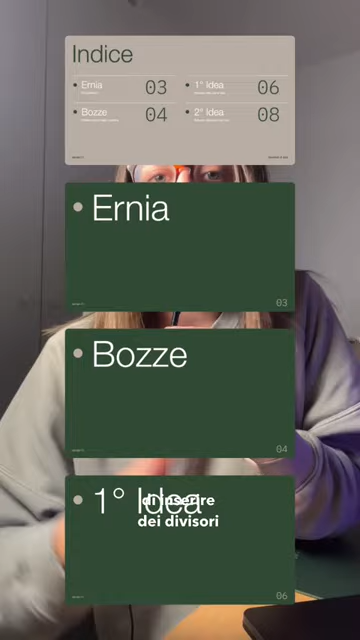 Indice
Ernia 03 1° Idea 06
Bozze 04 2° Idea 08
Ernia
03
Bozze
04
1° Idea
di inserire
dei divisori
06